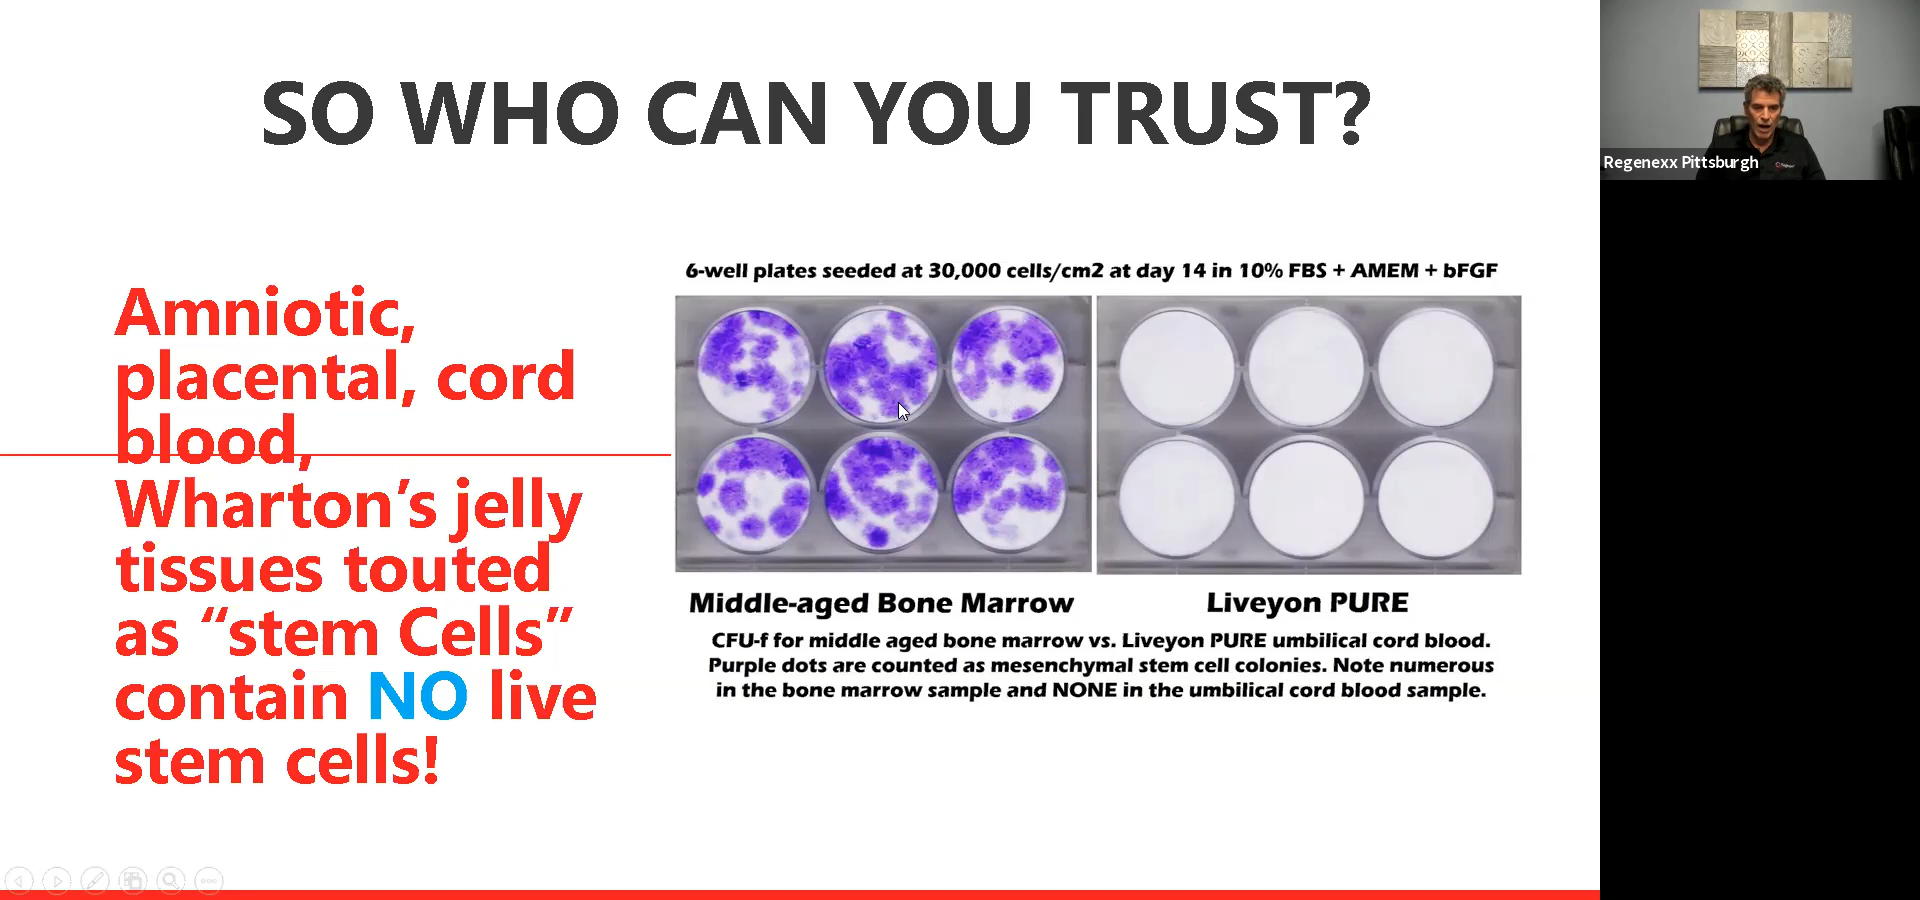 SO WHO CAN YOU TRUST?
Amniotic,
placental, cord
blood,
Wharton’s jelly
tissues touted
as “stem Cells”
contain NO live
stem cells!
6-well plates seeded at 30,000 cells/cm2 at day 14 in 10% FBS + AMEM + bFGF
Middle-aged Bone Marrow
Liveyon PURE
CFU-f for middle aged bone marrow vs. Liveyon PURE umbilical cord blood.
Purple dots are counted as mesenchymal stem cell colonies. Note numerous
in the bone marrow sample and NONE in the umbilical cord blood sample.
Regenexx Pittsburgh